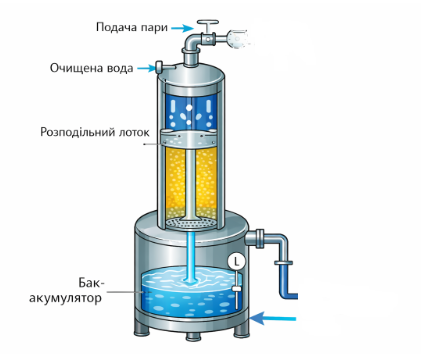 Подача пари
Очищена вода
Розподільний лоток
L
Бак-
акумулятор